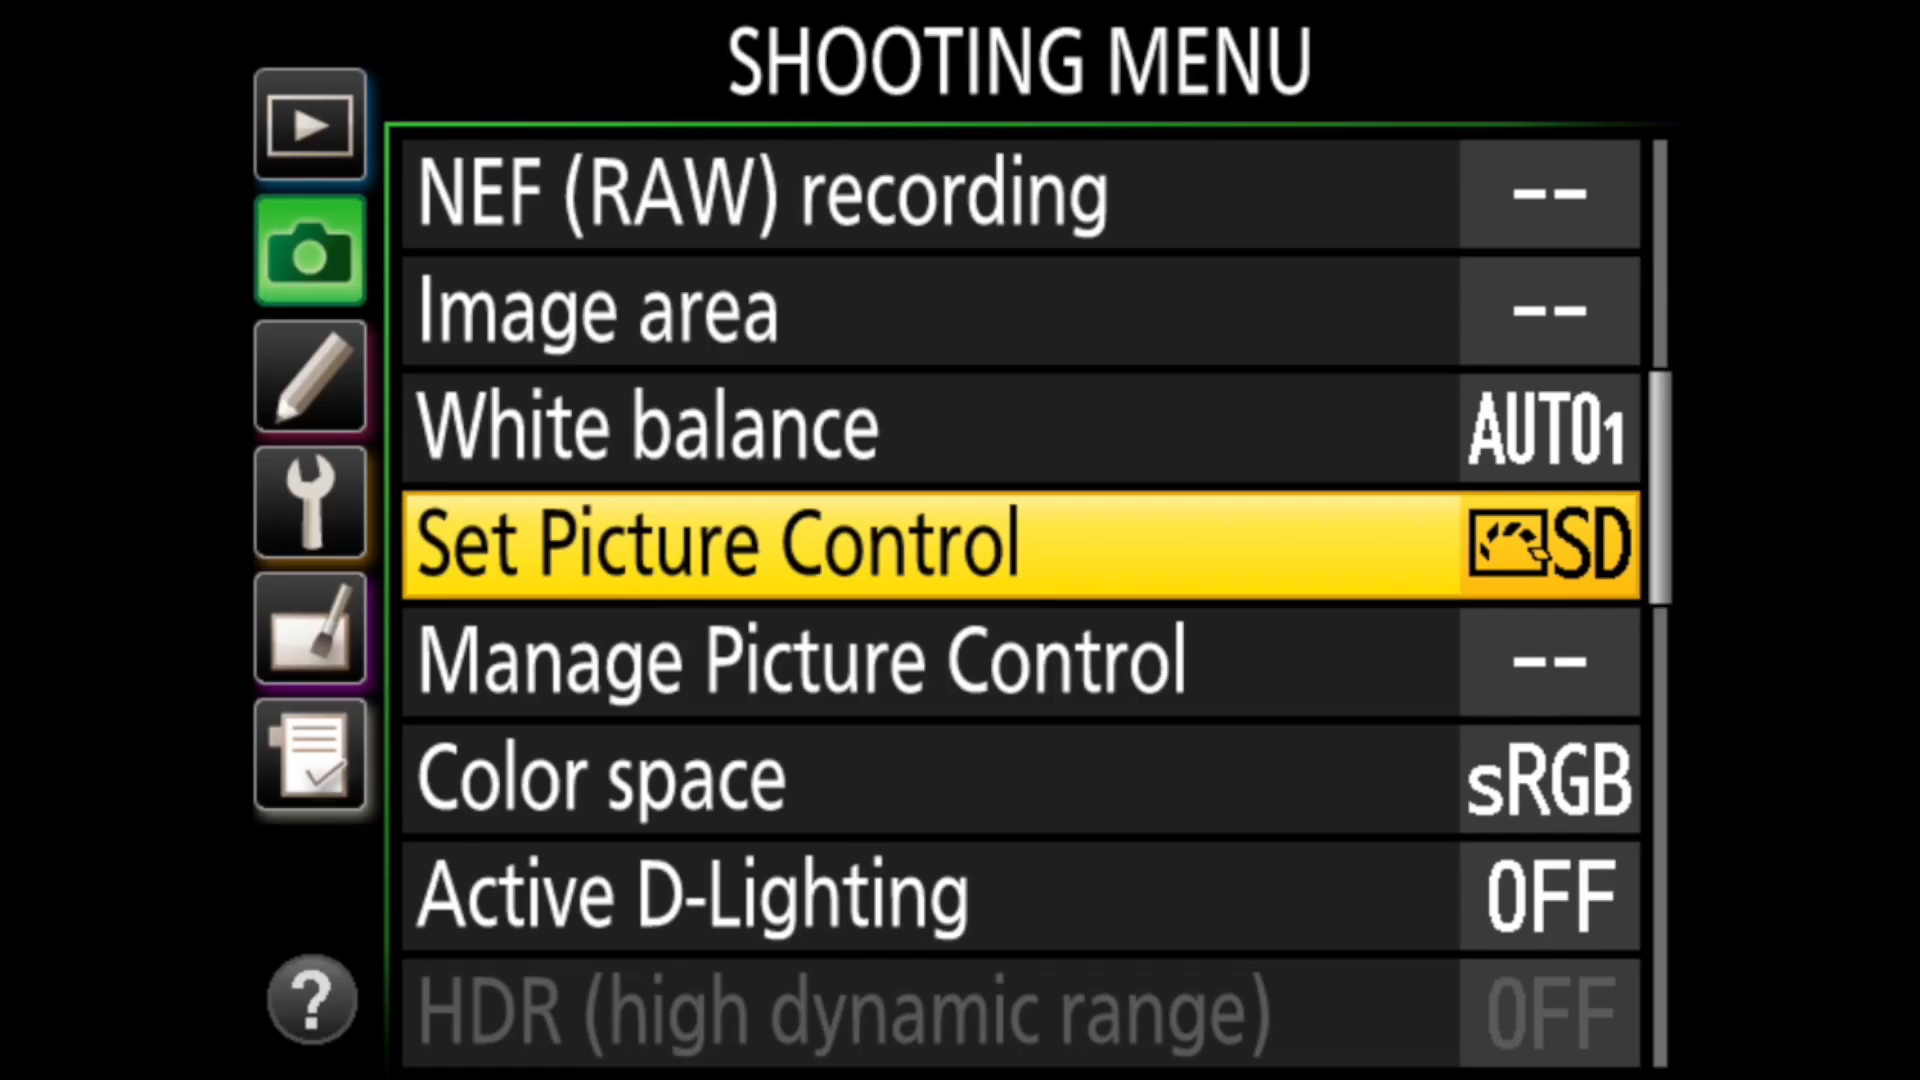 SHOOTING MENU
NEF (RAW) recording --
Image area --
White balance AUTO1
Set Picture Control SD
Manage Picture Control --
Color space sRGB
Active D-Lighting OFF
HDR (high dynamic range) OFF
?